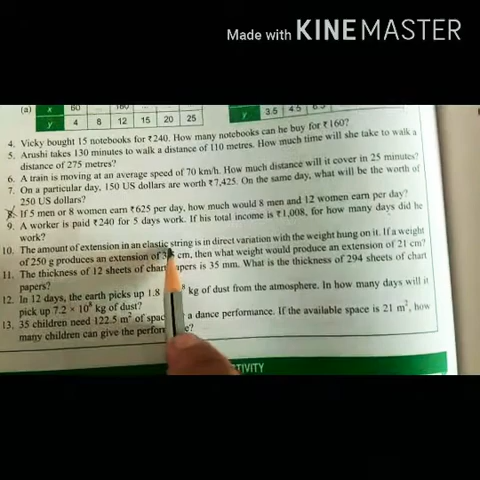 Made with KINEMASTER
(a) x 60 180
y 4 6 12 15 20 25
y 3.5 4.5 6.5
4. Vicky bought 15 notebooks for ₹240. How many notebooks can he buy for ₹160?
5. Arushi takes 130 minutes to walk a distance of 110 metres. How much time will she take to walk a
distance of 275 metres?
6. A train is moving at an average speed of 70 km/h. How much distance will it cover in 25 minutes?
7. On a particular day, 150 US dollars are worth ₹7,425. On the same day, what will be the worth of
250 US dollars?
8. If 5 men or 8 women earn ₹625 per day, how much would 8 men and 12 women earn per day?
9. A worker is paid ₹240 for 5 days work. If his total income is ₹1,008, for how many days did he
work?
10. The amount of extension in an elastic string is in direct variation with the weight hung on it. If a weight
of 250 g produces an extension of cm, then what weight would produce an extension of 21 cm?
11. The thickness of 12 sheets of chart papers is 35 mm. What is the thickness of 294 sheets of chart
papers?
12. In 12 days, the earth picks up 1.8 kg of dust from the atmosphere. In how many days will it
pick up 7.2 × 10⁸ kg of dust?
13. 35 children need 122.5 m² of a dance performance. If the available space is 21 m², how
many children can give the
TIVITY